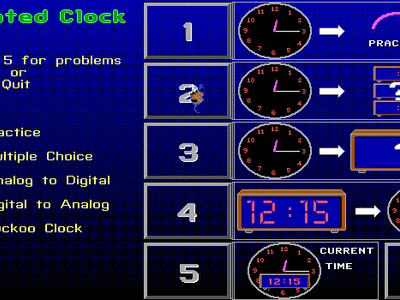 oted Clock
5 for problems
or
Quit
actice
ultiple Choice
nalog to Digital
igital to Analog
uckoo Clock
1
PRAC
2
3
4
12:15
5
CURRENT
TIME
12:15